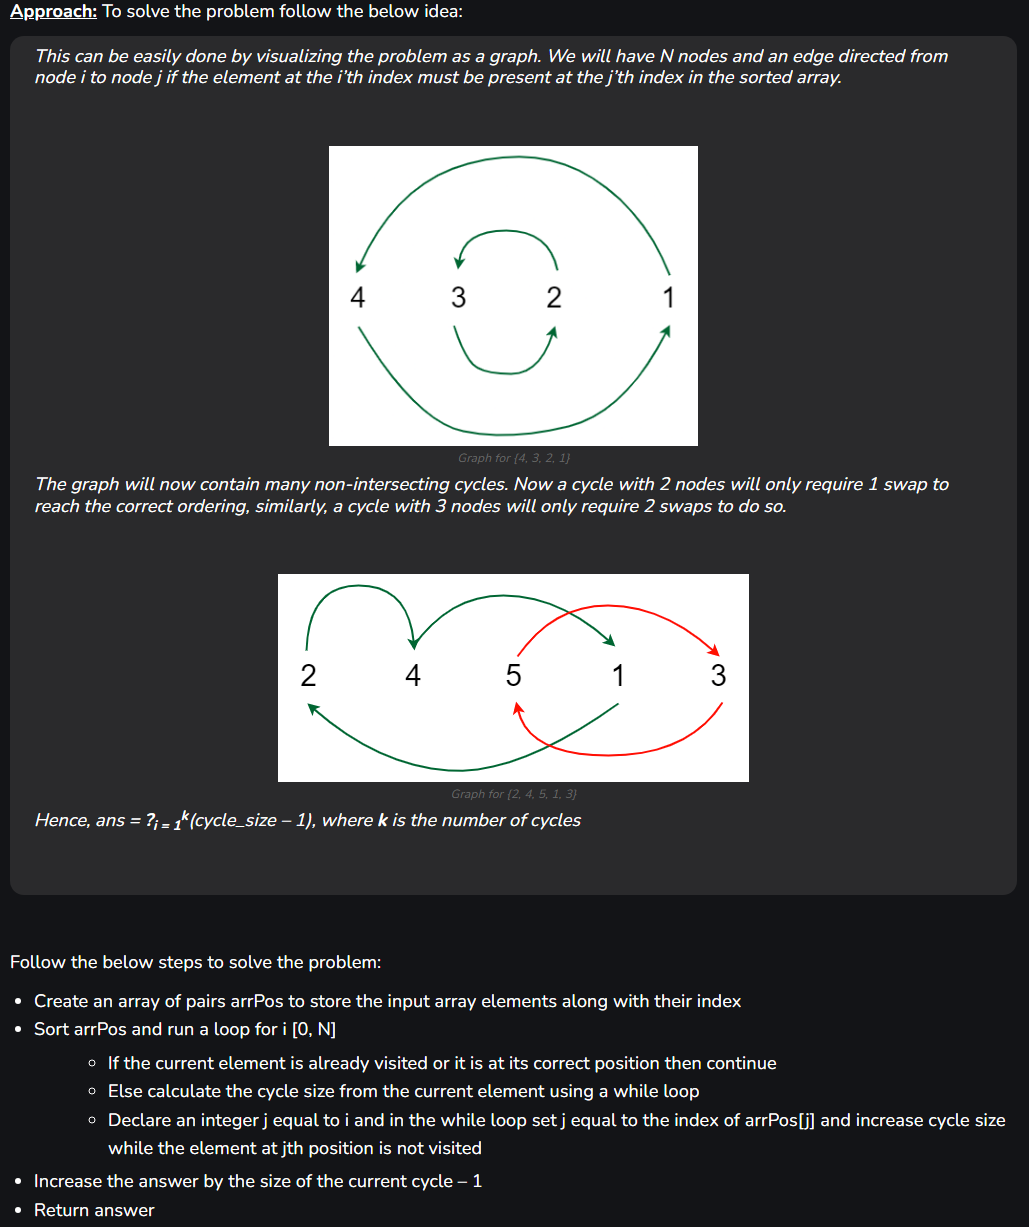 Approach: To solve the problem follow the below idea:
This can be easily done by visualizing the problem as a graph. We will have N nodes and an edge directed from
node i to node j if the element at the i’th index must be present at the j’th index in the sorted array.
4 3 2 1
Graph for {4, 3, 2, 1}
The graph will now contain many non-intersecting cycles. Now a cycle with 2 nodes will only require 1 swap to
reach the correct ordering, similarly, a cycle with 3 nodes will only require 2 swaps to do so.
2 4 5 1 3
Graph for {2, 4, 5, 1, 3}
Hence, ans = ?i = 1k(cycle_size – 1), where k is the number of cycles
Follow the below steps to solve the problem:
• Create an array of pairs arrPos to store the input array elements along with their index
• Sort arrPos and run a loop for i [0, N]
◦ If the current element is already visited or it is at its correct position then continue
◦ Else calculate the cycle size from the current element using a while loop
◦ Declare an integer j equal to i and in the while loop set j equal to the index of arrPos[j] and increase cycle size
while the element at jth position is not visited
• Increase the answer by the size of the current cycle – 1
• Return answer